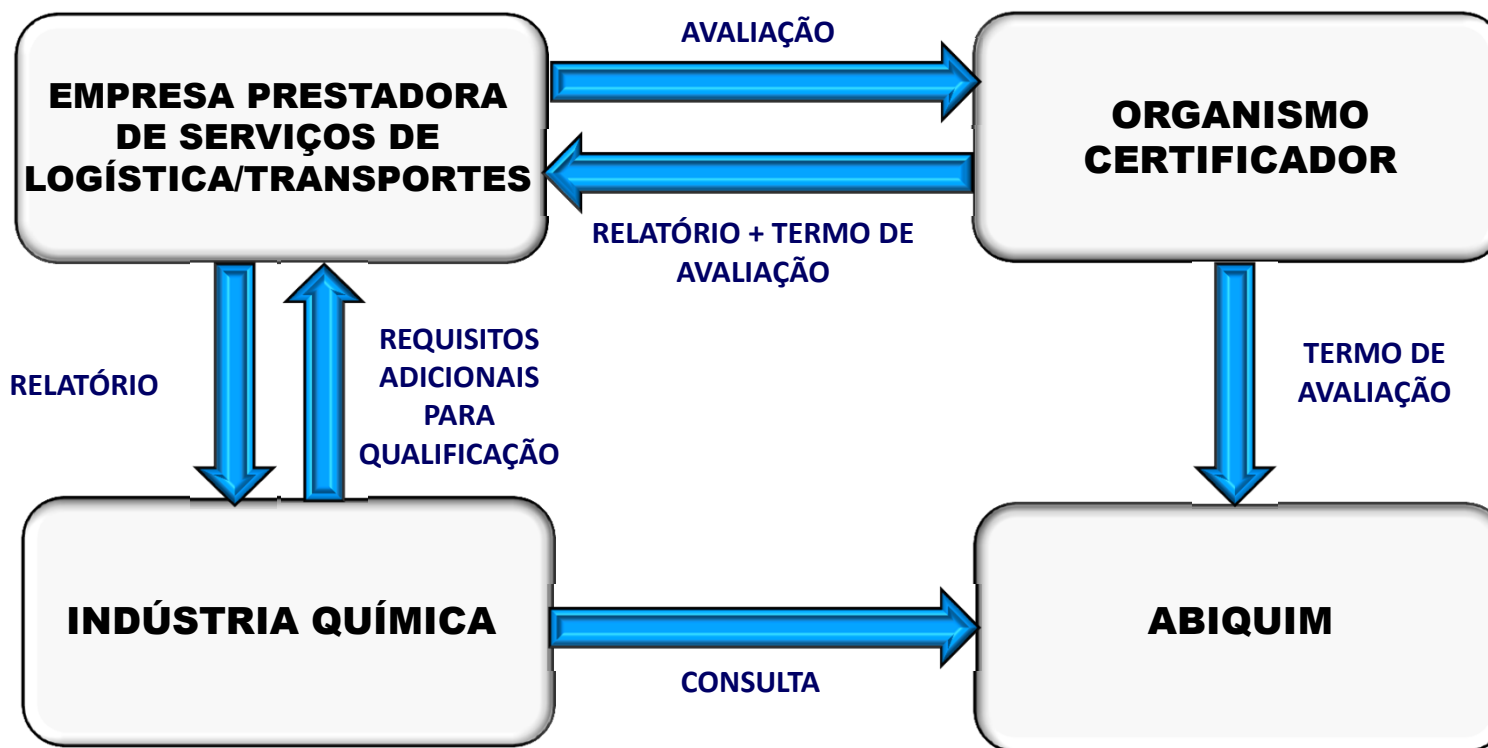 AVALIAÇÃO
EMPRESA PRESTADORA
DE SERVIÇOS DE
LOGÍSTICA/TRANSPORTES
ORGANISMO
CERTIFICADOR
RELATÓRIO + TERMO DE
AVALIAÇÃO
RELATÓRIO
REQUISITOS
ADICIONAIS
PARA
QUALIFICAÇÃO
TERMO DE
AVALIAÇÃO
INDÚSTRIA QUÍMICA
ABIQUIM
CONSULTA